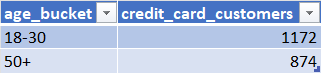 age_bucket credit_card_customers
18-30 1172
50+ 874